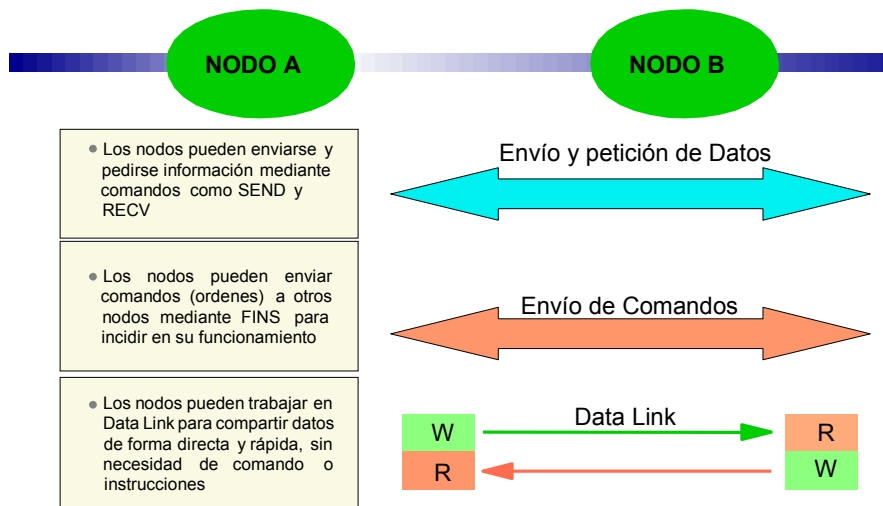 NODO A
NODO B
Los nodos pueden enviarse y
pedirse información mediante
comandos como SEND y
RECV
Envío y petición de Datos
Los nodos pueden enviar
comandos (ordenes) a otros
nodos mediante FINS para
incidir en su funcionamiento
Envío de Comandos
Los nodos pueden trabajar en
Data Link para compartir datos
de forma directa y rápida, sin
necesidad de comando o
instrucciones
Data Link
W
R
R
W